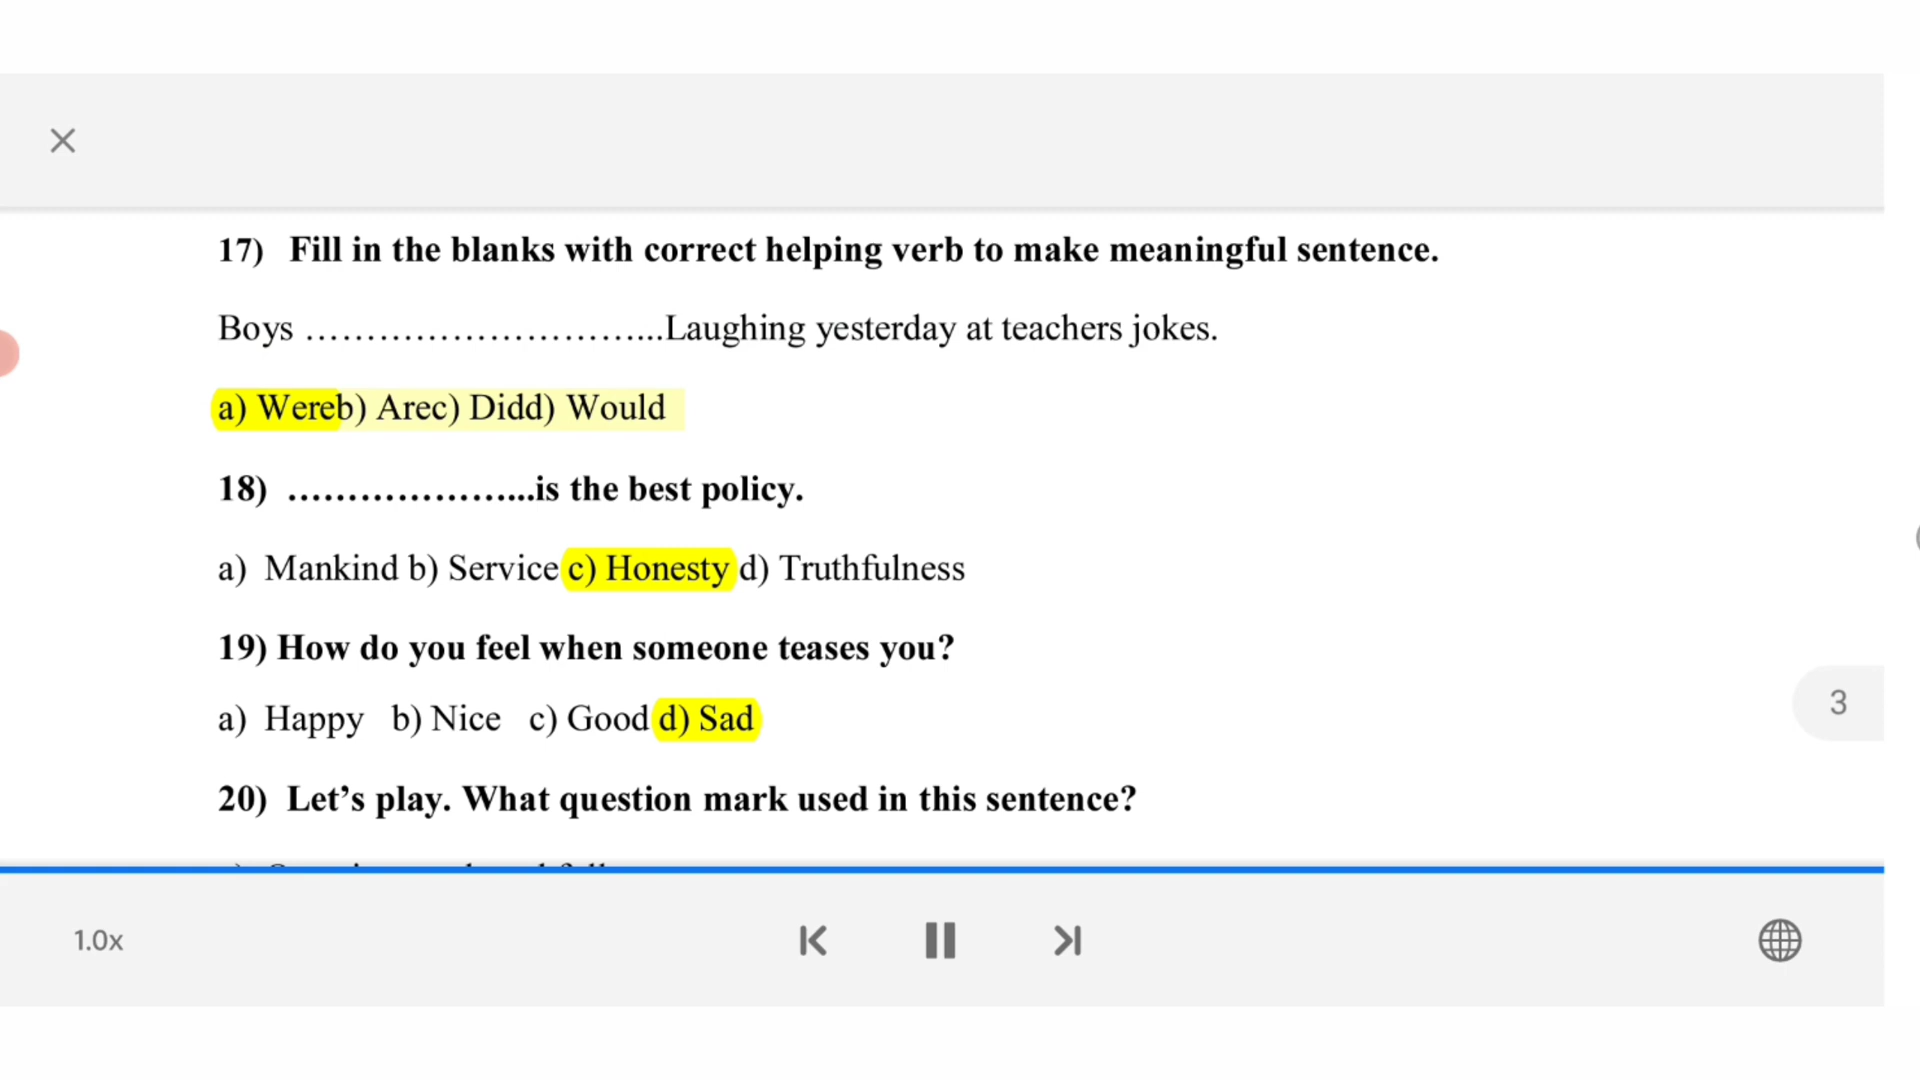 17) Fill in the blanks with correct helping verb to make meaningful sentence.
Boys …………………………...Laughing yesterday at teachers jokes.
a) Wereb) Arec) Didd) Would
18) …………………...is the best policy.
a) Mankind b) Service c) Honesty d) Truthfulness
19) How do you feel when someone teases you?
a) Happy b) Nice c) Good d) Sad
3
20) Let’s play. What question mark used in this sentence?
1.0x